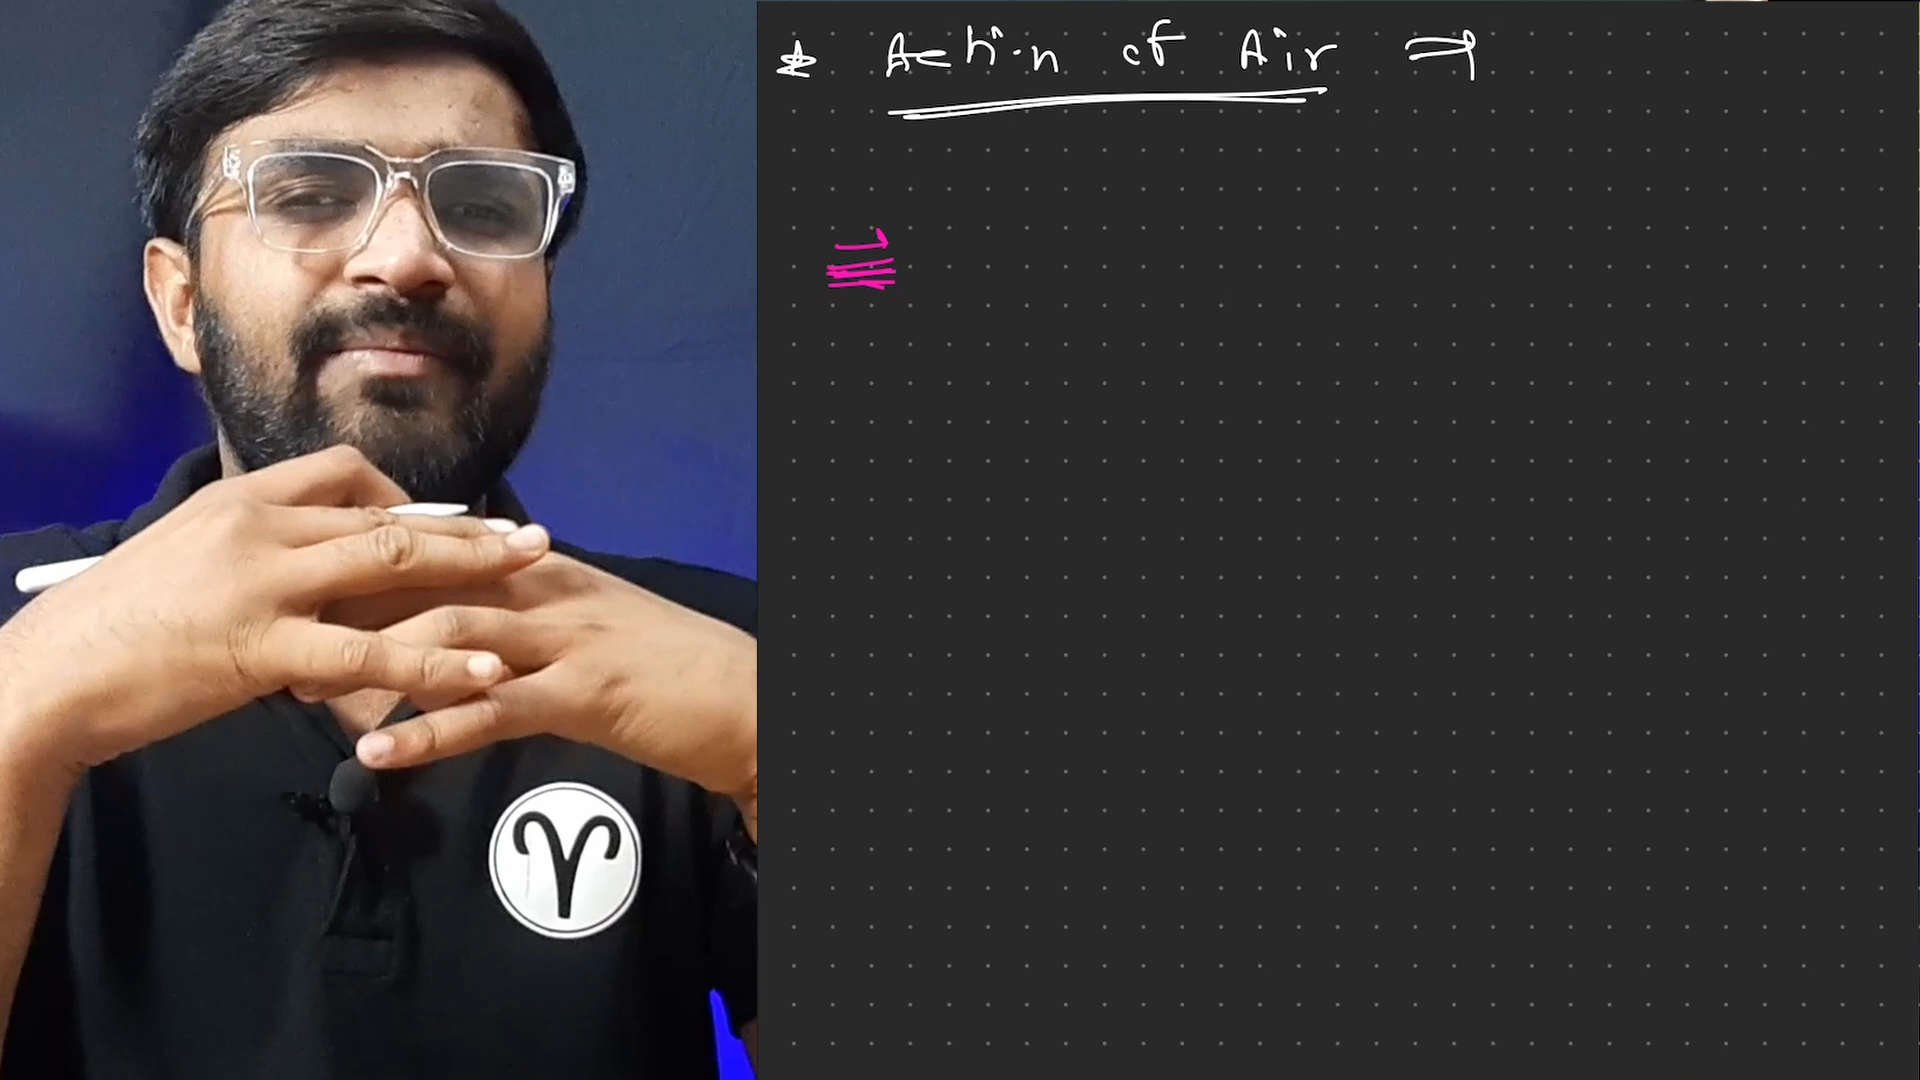 * Action of Air ⇒